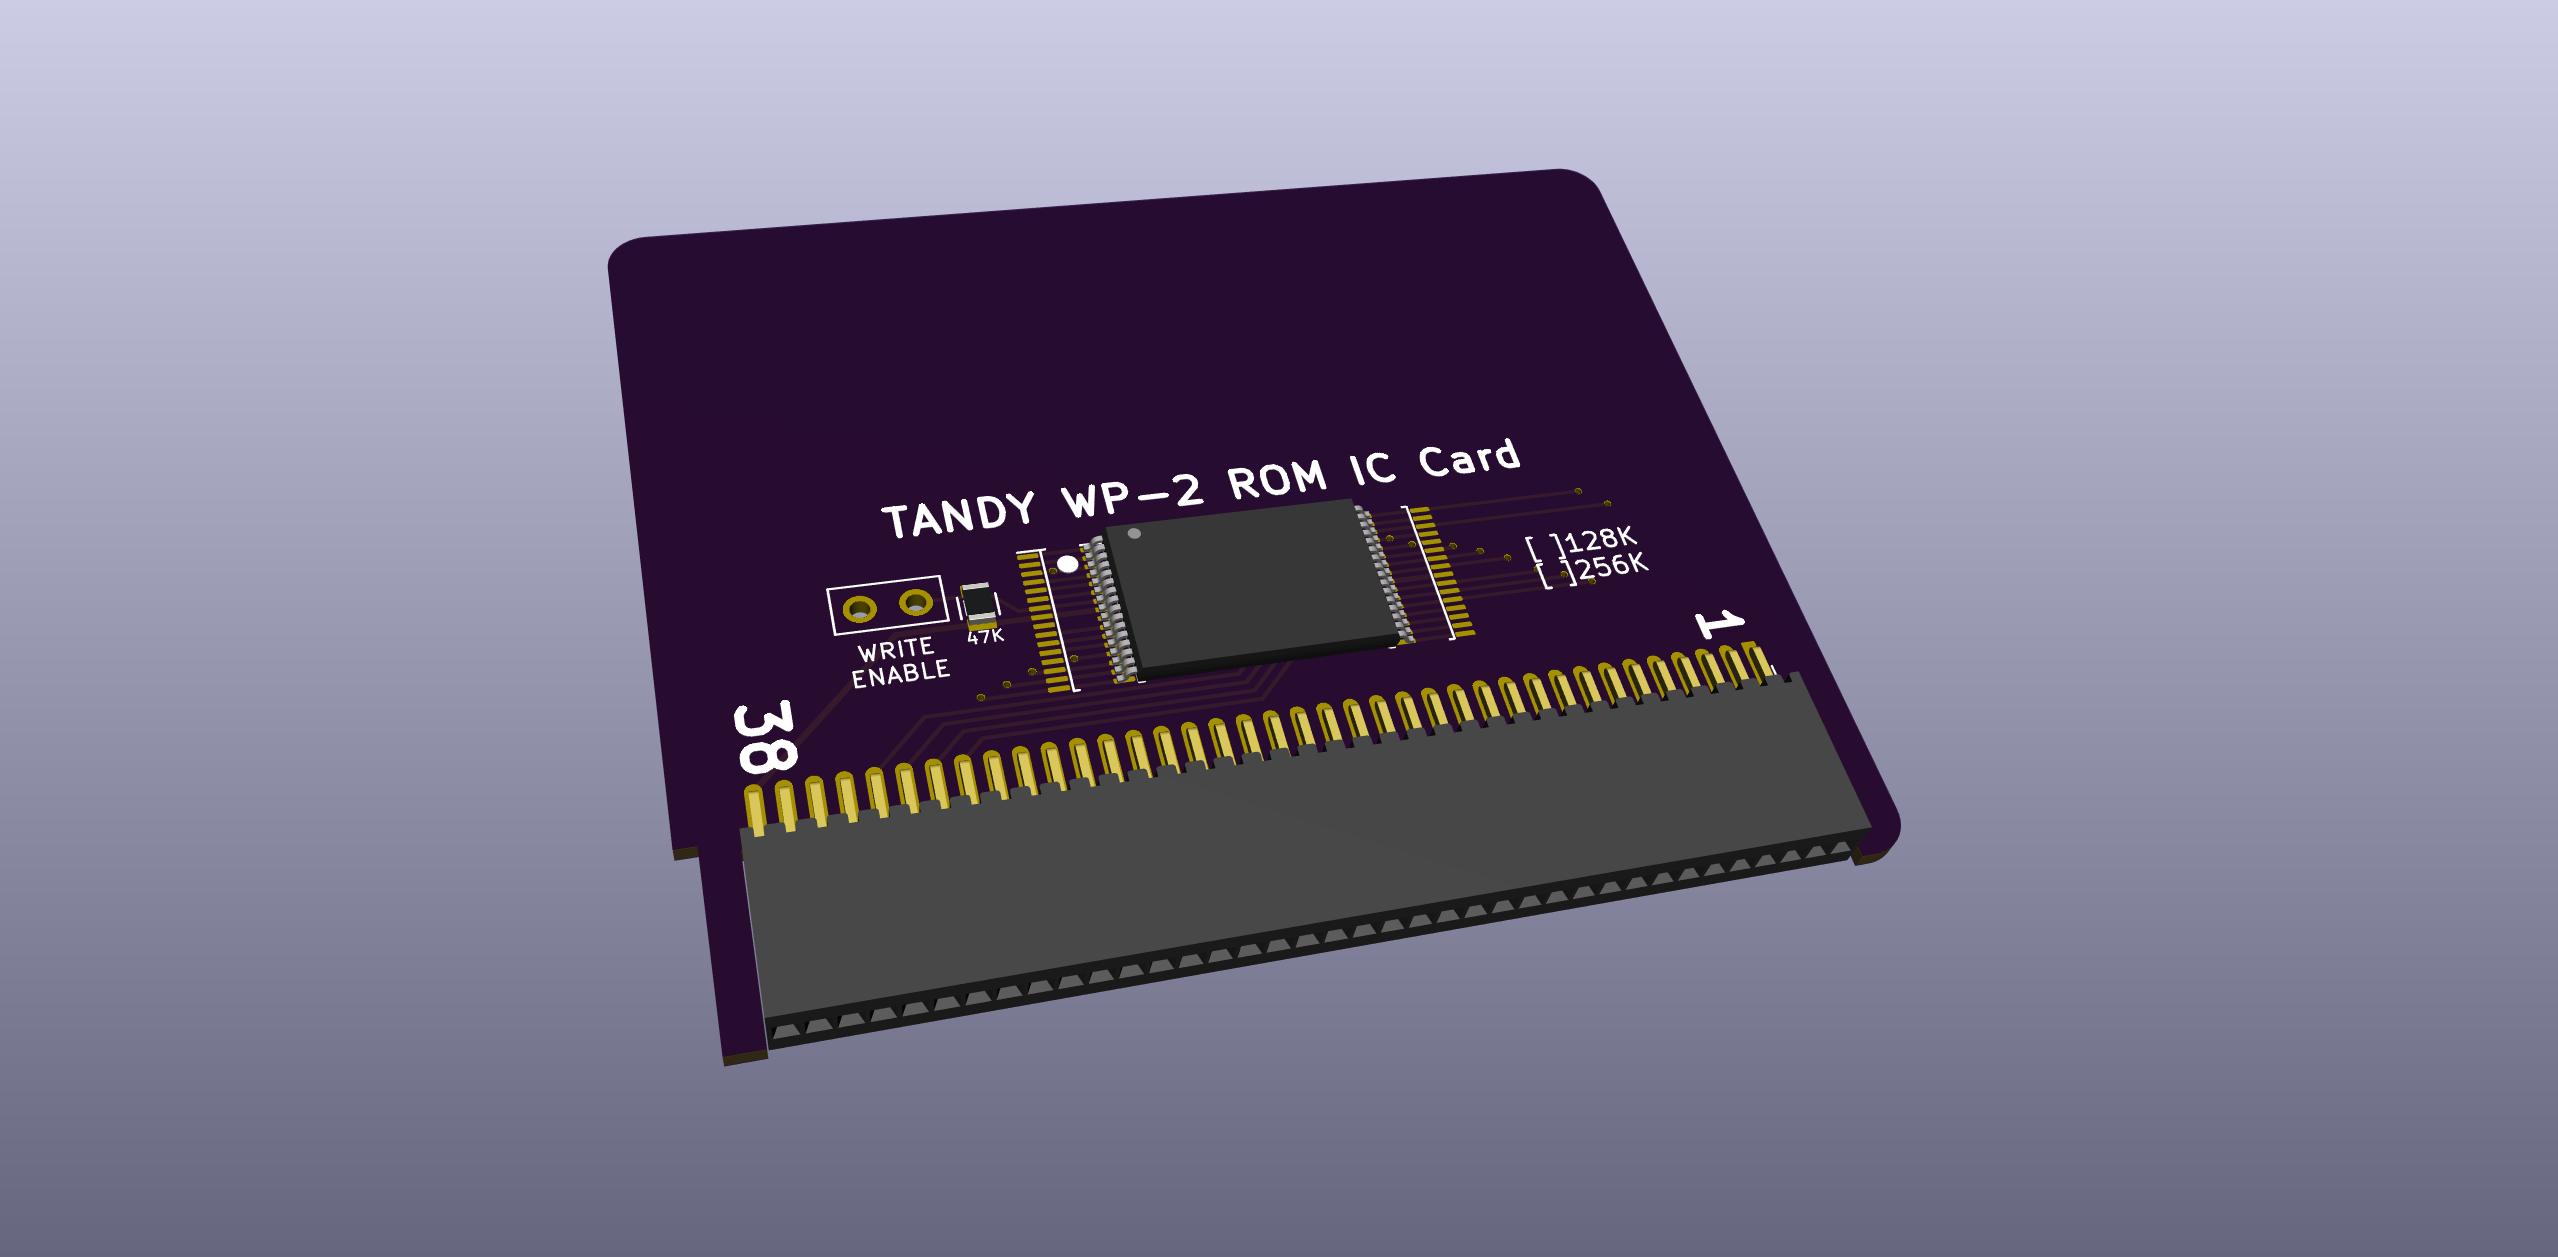 TANDY WP-2 ROM IC Card
[ ]128K
[ ]256K
47K
WRITE
ENABLE
1
38